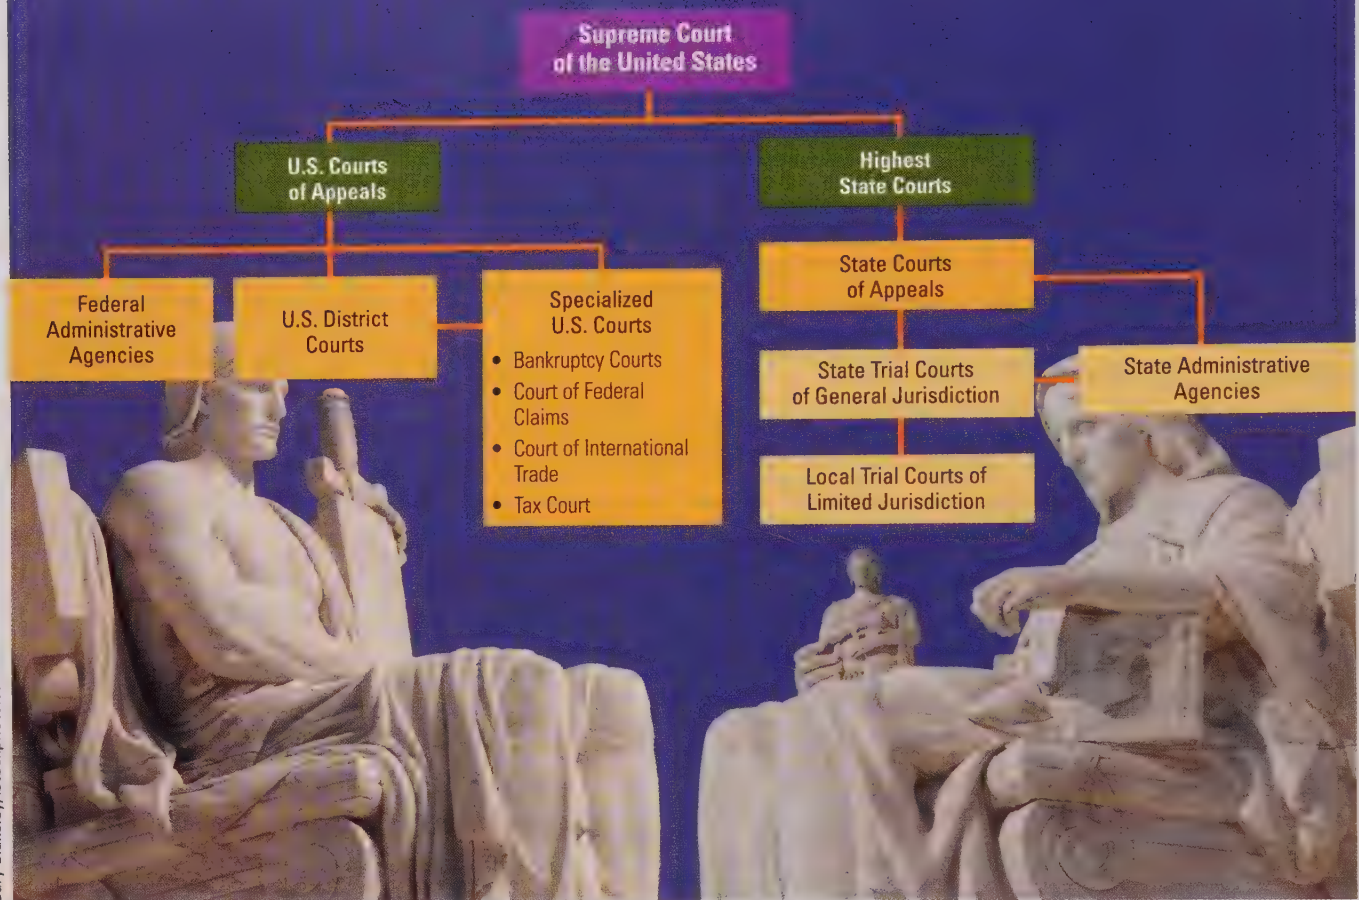 Supreme Court
of the United States
U.S. Courts
of Appeals
Highest
State Courts
Federal
Administrative
Agencies
U.S. District
Courts
Specialized
U.S. Courts
• Bankruptcy Courts
• Court of Federal
Claims
• Court of International
Trade
• Tax Court
State Courts
of Appeals
State Trial Courts
of General Jurisdiction
State Administrative
Agencies
Local Trial Courts of
Limited Jurisdiction